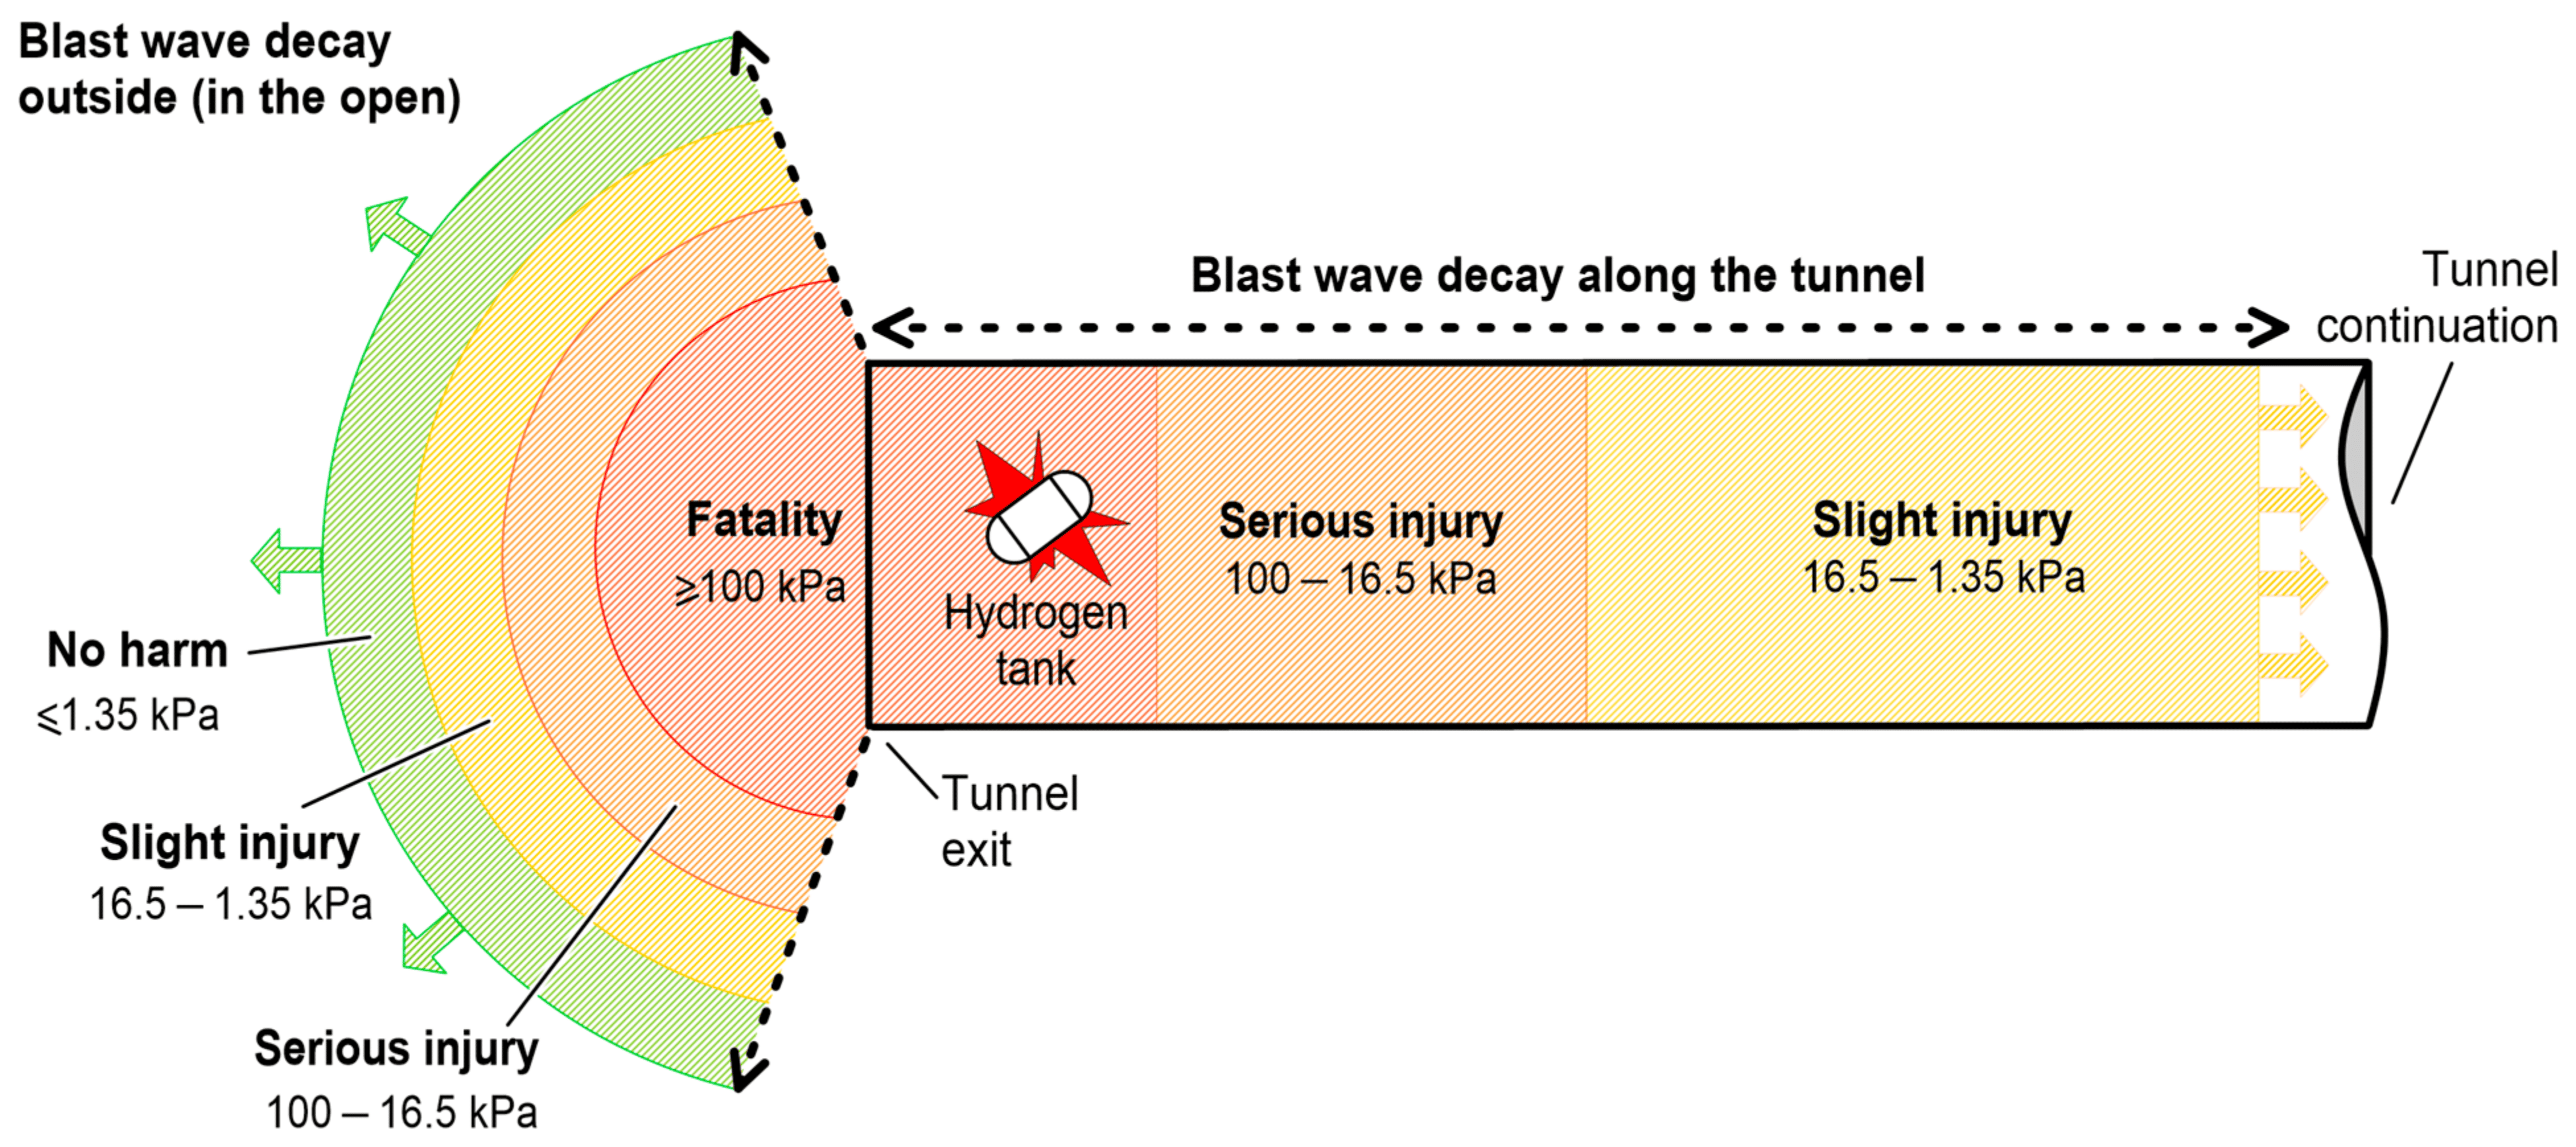 Blast wave decay
outside (in the open)
Blast wave decay along the tunnel
Tunnel
continuation
Fatality
⩾100 kPa
Hydrogen
tank
Serious injury
100 – 16.5 kPa
Slight injury
16.5 – 1.35 kPa
No harm
⩽1.35 kPa
Slight injury
16.5 – 1.35 kPa
Serious injury
100 – 16.5 kPa
Tunnel
exit